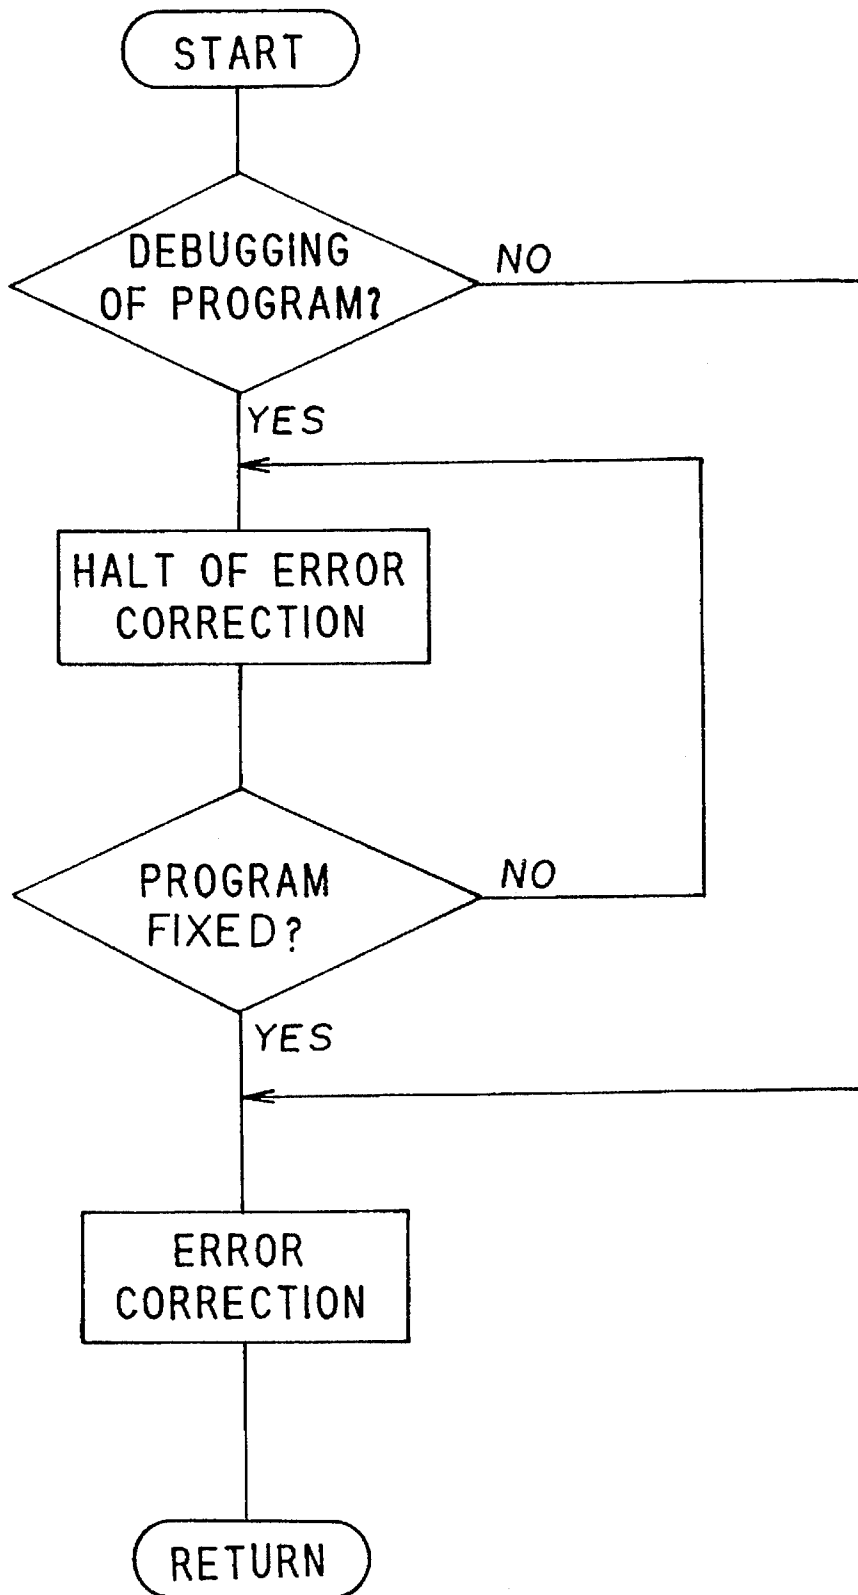 START
DEBUGGING
OF PROGRAM?
NO
YES
HALT OF ERROR
CORRECTION
PROGRAM
FIXED?
NO
YES
ERROR
CORRECTION
RETURN